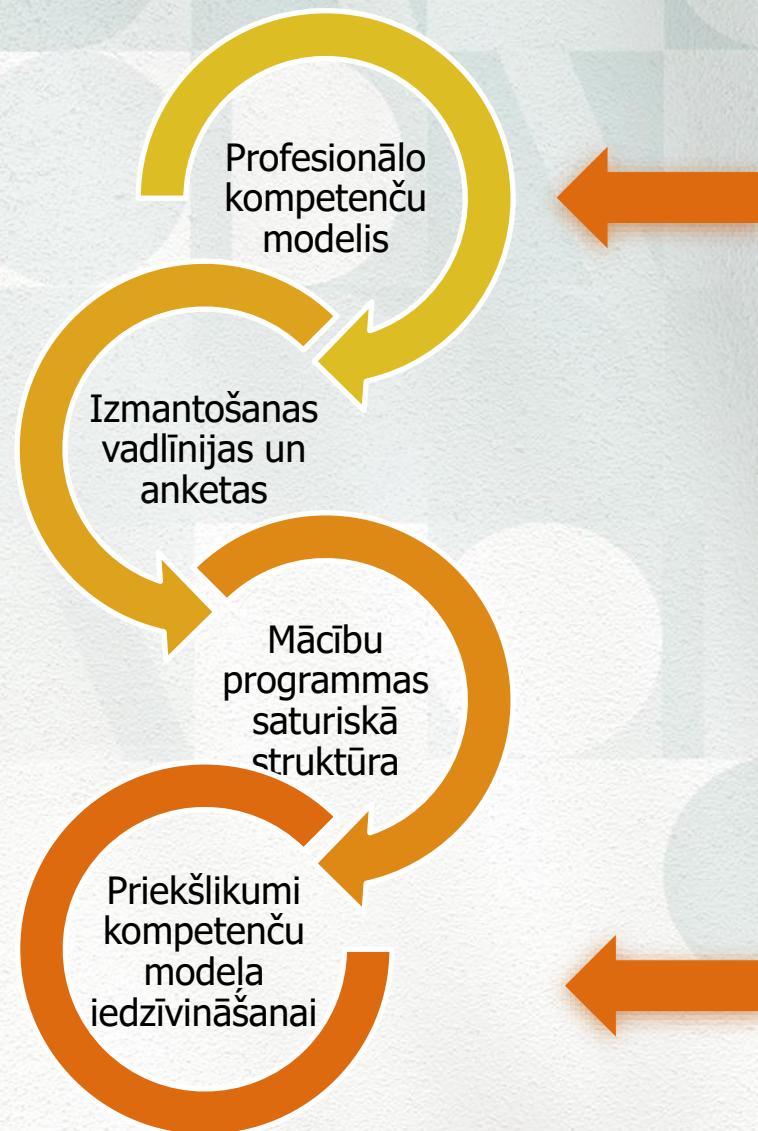 Profesionālo
kompetenču
modelis
Izmantošanas
vadlīnijas un
anketas
Mācību
programmas
saturiskā
struktūra
Priekšlikumi
kompetenču
modeļa
iedzīvināšanai